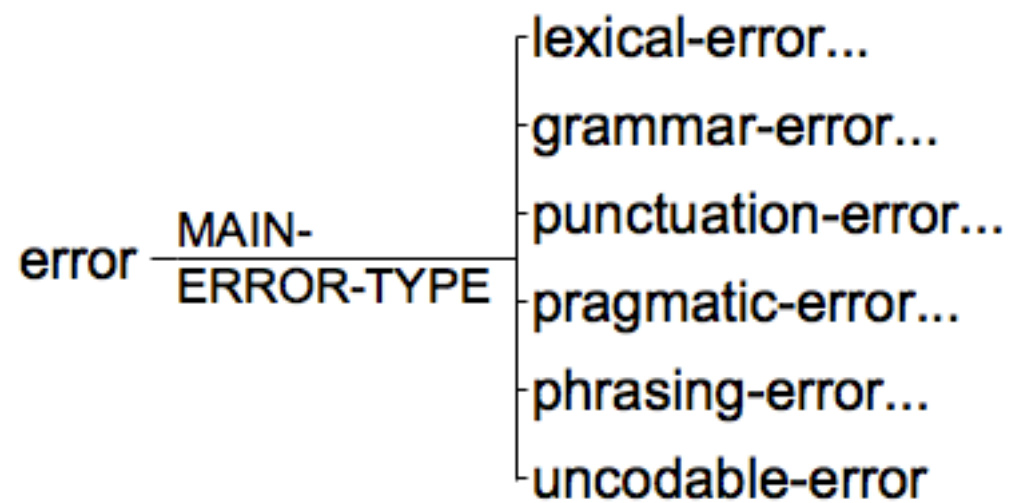 error
MAIN-
ERROR-TYPE
lexical-error...
grammar-error...
punctuation-error...
pragmatic-error...
phrasing-error...
uncodable-error